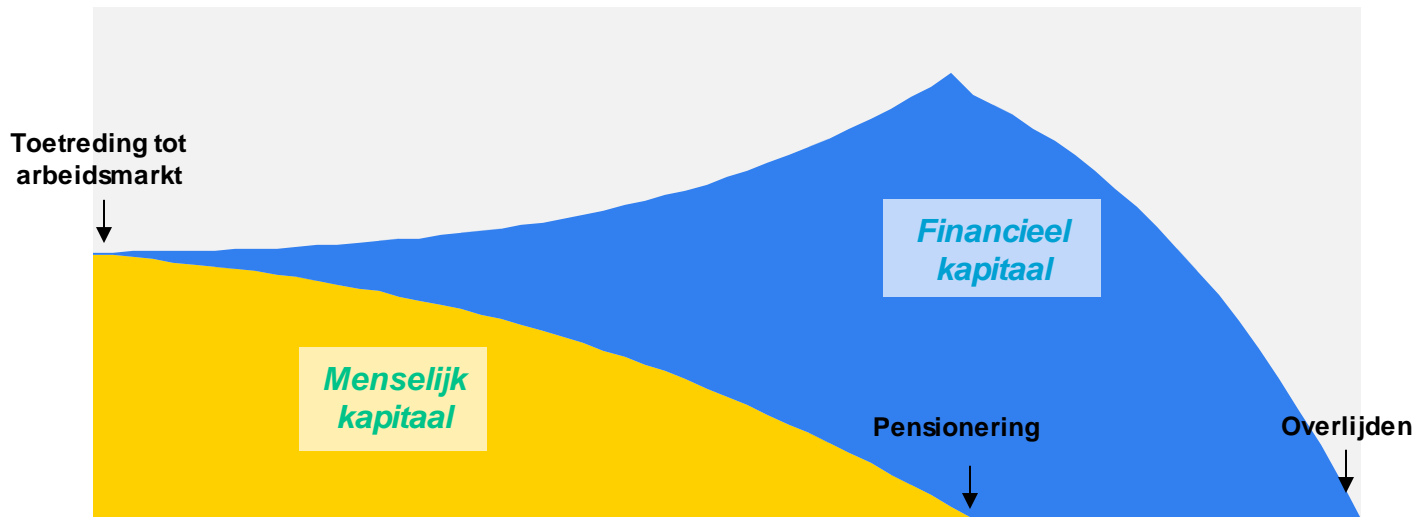 Toetreding tot
arbeidsmarkt
Financieel
kapitaal
Menselijk
kapitaal
Pensionering
Overlijden